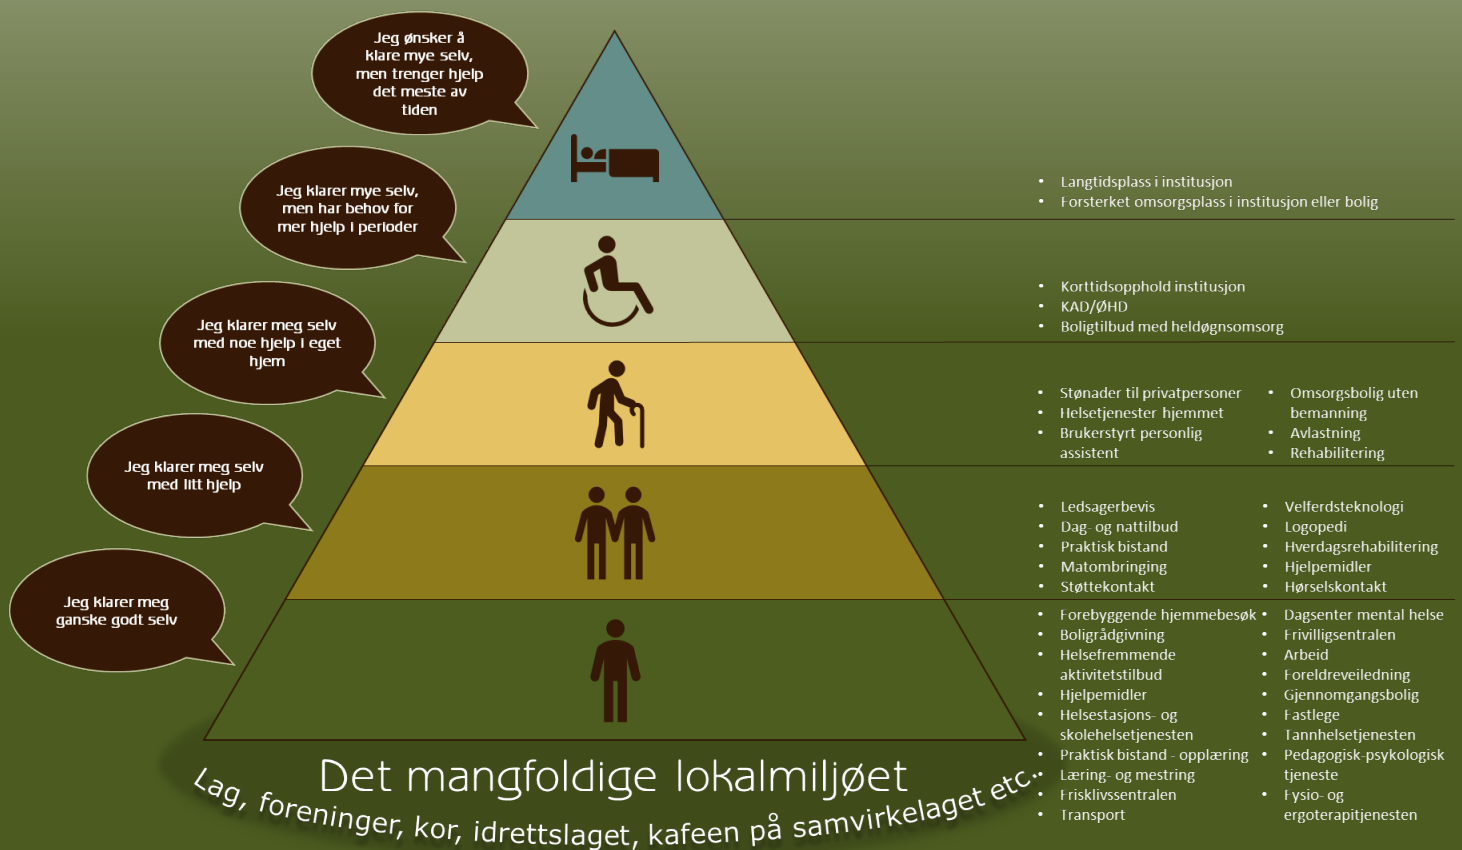 Jeg ønsker å
klare mye selv,
men trenger hjelp
det meste av
tiden
• Langtidsplass i institusjon
• Forsterket omsorgsplass i institusjon eller bolig
Jeg klarer mye selv,
men har behov for
mer hjelp i perioder
• Korttidsopphold institusjon
• KAD/ØHD
• Boligtilbud med heldøgnsomsorg
Jeg klarer meg selv
med noe hjelp i eget
hjem
• Stønader til privatpersoner
• Helsetjenester hjemmet
• Brukerstyrt personlig
assistent
• Omsorgsbolig uten
bemanning
• Avlastning
• Rehabilitering
Jeg klarer meg selv
med litt hjelp
• Ledsagerbevis
• Dag- og nattilbud
• Praktisk bistand
• Matombringing
• Støttekontakt
• Velferdsteknologi
• Logopedi
• Hverdagsrehabilitering
• Hjelpemidler
• Hørselskontakt
Jeg klarer meg
ganske godt selv
• Forebyggende hjemmebesøk
• Boligrådgivning
• Helsefremmende
aktivitetstilbud
• Hjelpemidler
• Helsestasjons- og
skolehelsetjenesten
• Praktisk bistand - opplæring
• Læring- og mestring
• Frisklivssentralen
• Transport
• Dagsenter mental helse
• Frivilligsentralen
• Arbeid
• Foreldreveiledning
• Gjennomgangsbolig
• Fastlege
• Tannhelsetjenesten
• Pedagogisk-psykologisk
tjeneste
• Fysio- og
ergoterapitjenesten
Det mangfoldige lokalmiljøet
Lag, foreninger, kor, idrettslaget, kafeen på samvirkelaget etc..